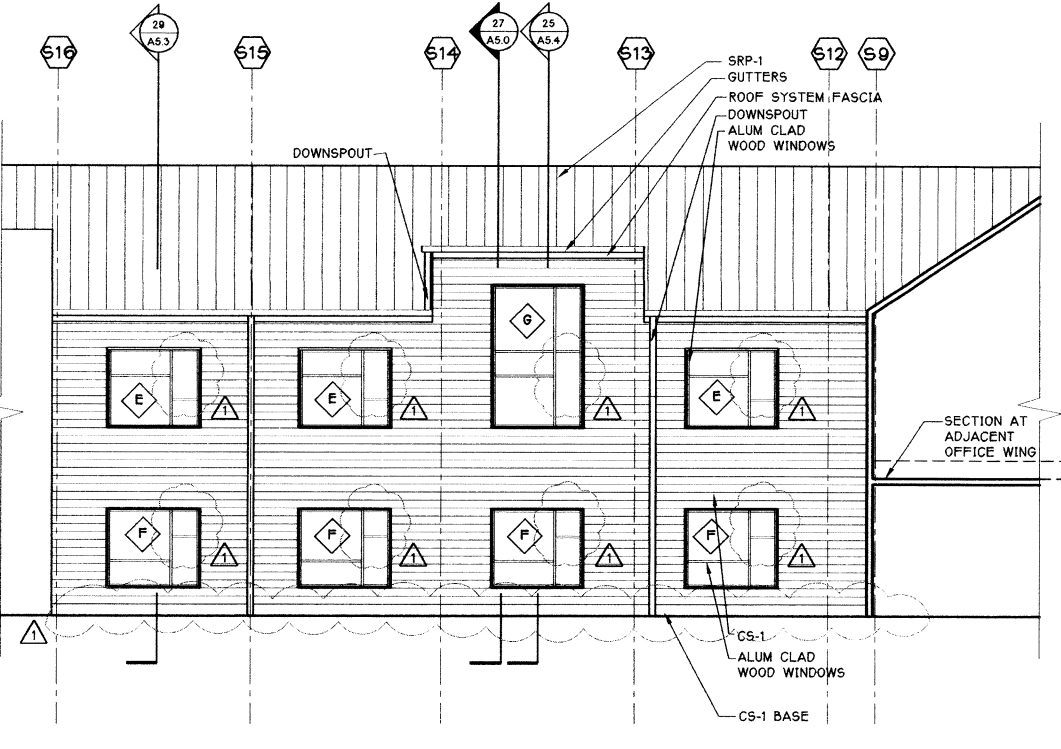 29
A5.3
27
A5.0
25
A5.4
S16
S15
S14
S13
S12
S9
SRP-1
GUTTERS
ROOF SYSTEM FASCIA
DOWNSPOUT
ALUM CLAD
WOOD WINDOWS
DOWNSPOUT
G
E
E
E
1
1
1
1
SECTION AT
ADJACENT
OFFICE WING
F
F
F
F
1
1
1
1
1
CS-1
ALUM CLAD
WOOD WINDOWS
CS-1 BASE